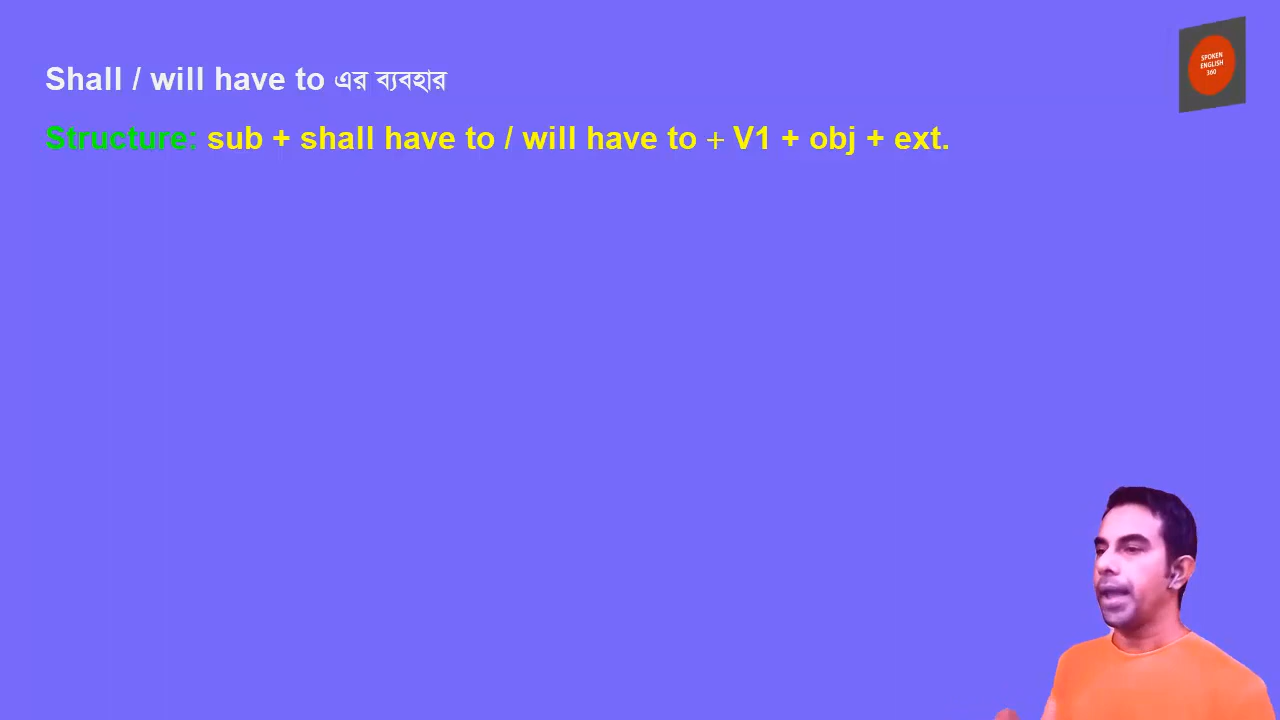 Shall / will have to এর ব্যবহার
Structure: sub + shall have to / will have to + V1 + obj + ext.
SPOKEN
ENGLISH
360